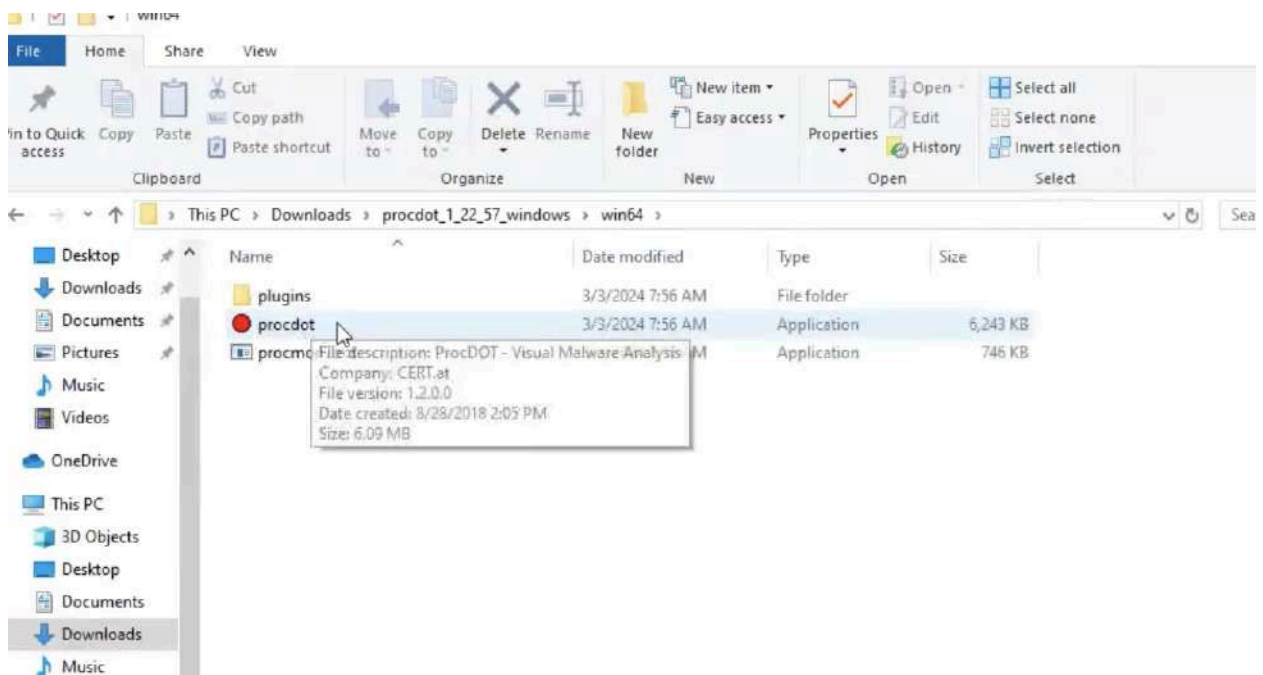 win64
File Home Share View
Pin to Quick access Copy Paste Cut Copy path Paste shortcut Move to Copy to Delete Rename New folder New item Easy access Properties Open Edit History Select all Select none Invert selection
Clipboard Organize New Open Select
This PC > Downloads > procdot_1_22_57_windows > win64 > Sea
Name Date modified Type Size
plugins 3/3/2024 7:56 AM File folder
procdot 3/3/2024 7:56 AM Application 6,243 KB
procmo M Application 746 KB
File description: ProcDOT - Visual Malware Analysis
Company: CERT.at
File version: 1.2.0.0
Date created: 8/28/2018 2:05 PM
Size: 6.09 MB
Desktop
Downloads
Documents
Pictures
Music
Videos
OneDrive
This PC
3D Objects
Desktop
Documents
Downloads
Music